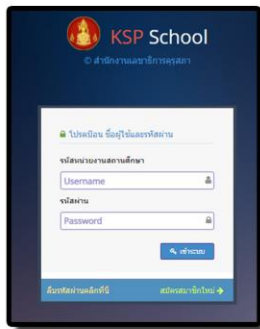 KSP School
© สำนักงานเลขาธิการคุรุสภา
โปรดป้อน ชื่อผู้ใช้และรหัสผ่าน
รหัสหน่วยงานสถานศึกษา
Username
รหัสผ่าน
Password
เข้าระบบ
ลืมรหัสผ่านคลิกที่นี่
สมัครสมาชิกใหม่